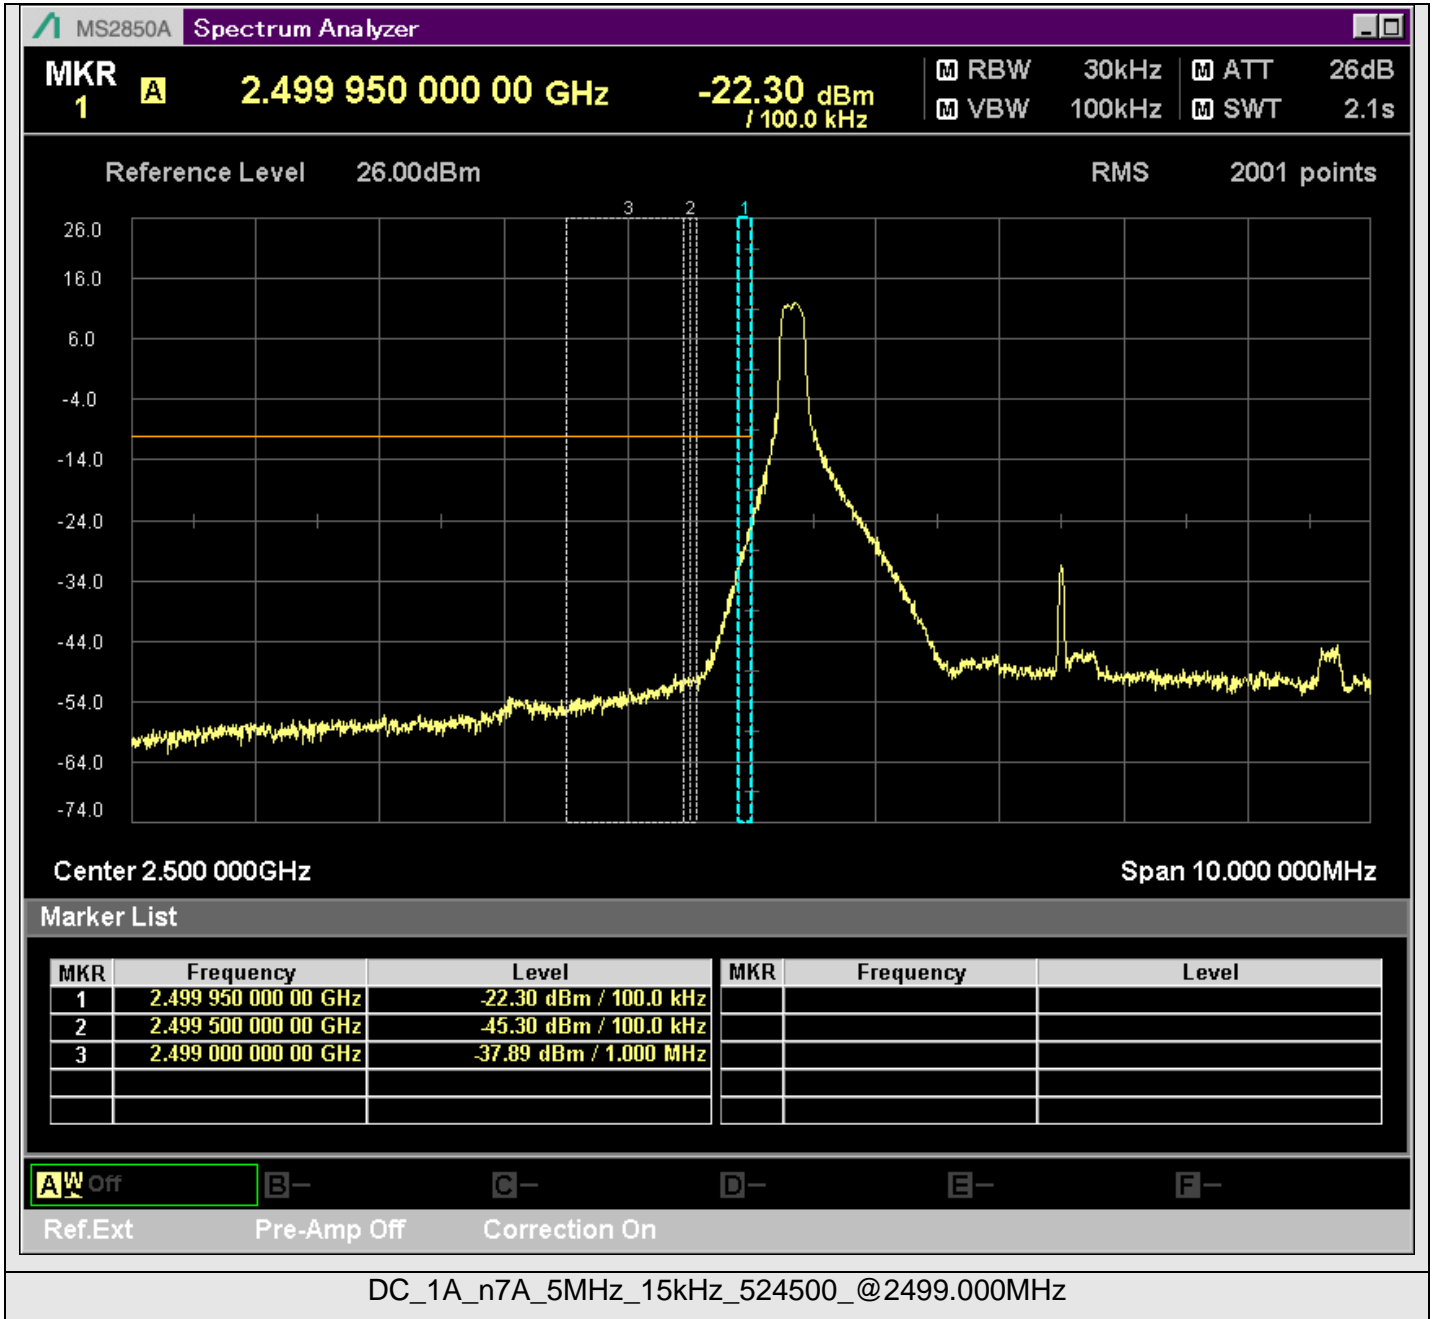 MS2850A Spectrum Analyzer
MKR 1 A 2.499 950 000 00 GHz -22.30 dBm / 100.0 kHz
M RBW 30kHz M ATT 26dB
M VBW 100kHz M SWT 2.1s
Reference Level 26.00dBm RMS 2001 points
3 2 1
26.0
16.0
6.0
-4.0
-14.0
-24.0
-34.0
-44.0
-54.0
-64.0
-74.0
Center 2.500 000GHz Span 10.000 000MHz
Marker List
MKR Frequency Level MKR Frequency Level
1 2.499 950 000 00 GHz -22.30 dBm / 100.0 kHz
2 2.499 500 000 00 GHz -45.30 dBm / 100.0 kHz
3 2.499 000 000 00 GHz -37.89 dBm / 1.000 MHz
A W Off B - C - D - E - F -
Ref.Ext Pre-Amp Off Correction On
DC_1A_n7A_5MHz_15kHz_524500_@2499.000MHz